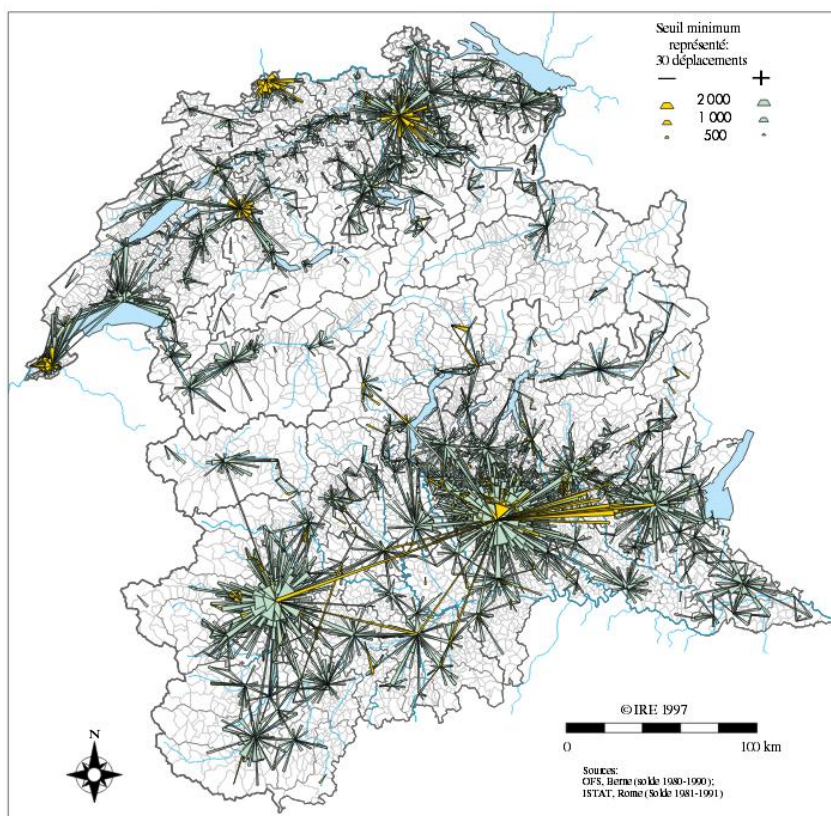 Seuil minimum
représenté:
30 déplacements
− +
2 000
1 000
500
© IRE 1997
0 100 km
N
Sources:
OFS, Berne (solde 1980-1990);
ISTAT, Rome (Solde 1981-1991)